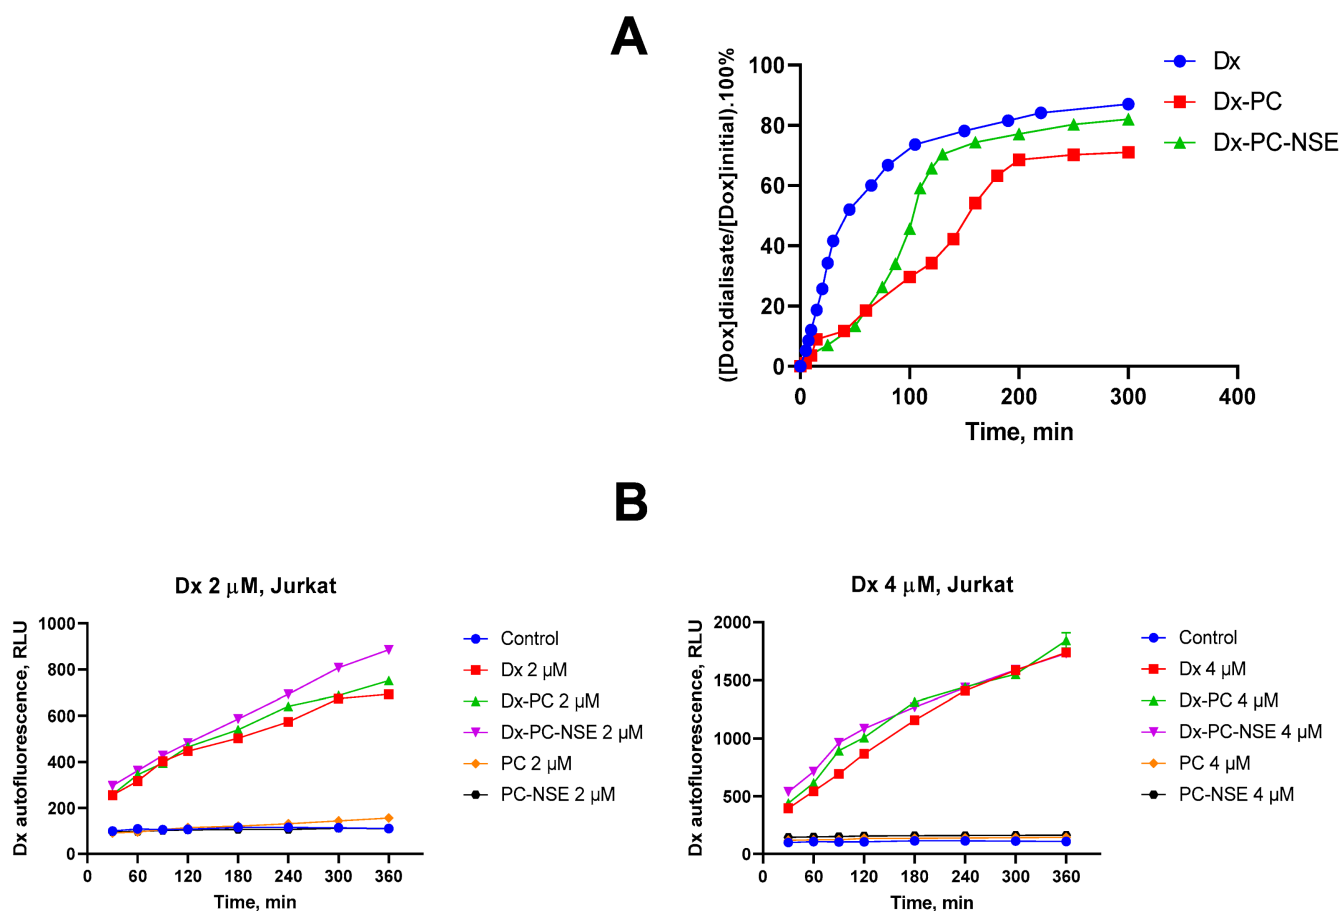 A
([Dox]dialisate/[Dox]initial).100%
100
80
60
40
20
0
0 100 200 300 400
Time, min
Dx
Dx-PC
Dx-PC-NSE
B
Dx 2 μM, Jurkat
Dx autofluorescence, RLU
1000
800
600
400
200
0
0 60 120 180 240 300 360
Time, min
Control
Dx 2 μM
Dx-PC 2 μM
Dx-PC-NSE 2 μM
PC 2 μM
PC-NSE 2 μM
Dx 4 μM, Jurkat
Dx autofluorescence, RLU
2000
1500
1000
500
0
0 60 120 180 240 300 360
Time, min
Control
Dx 4 μM
Dx-PC 4 μM
Dx-PC-NSE 4 μM
PC 4 μM
PC-NSE 4 μM